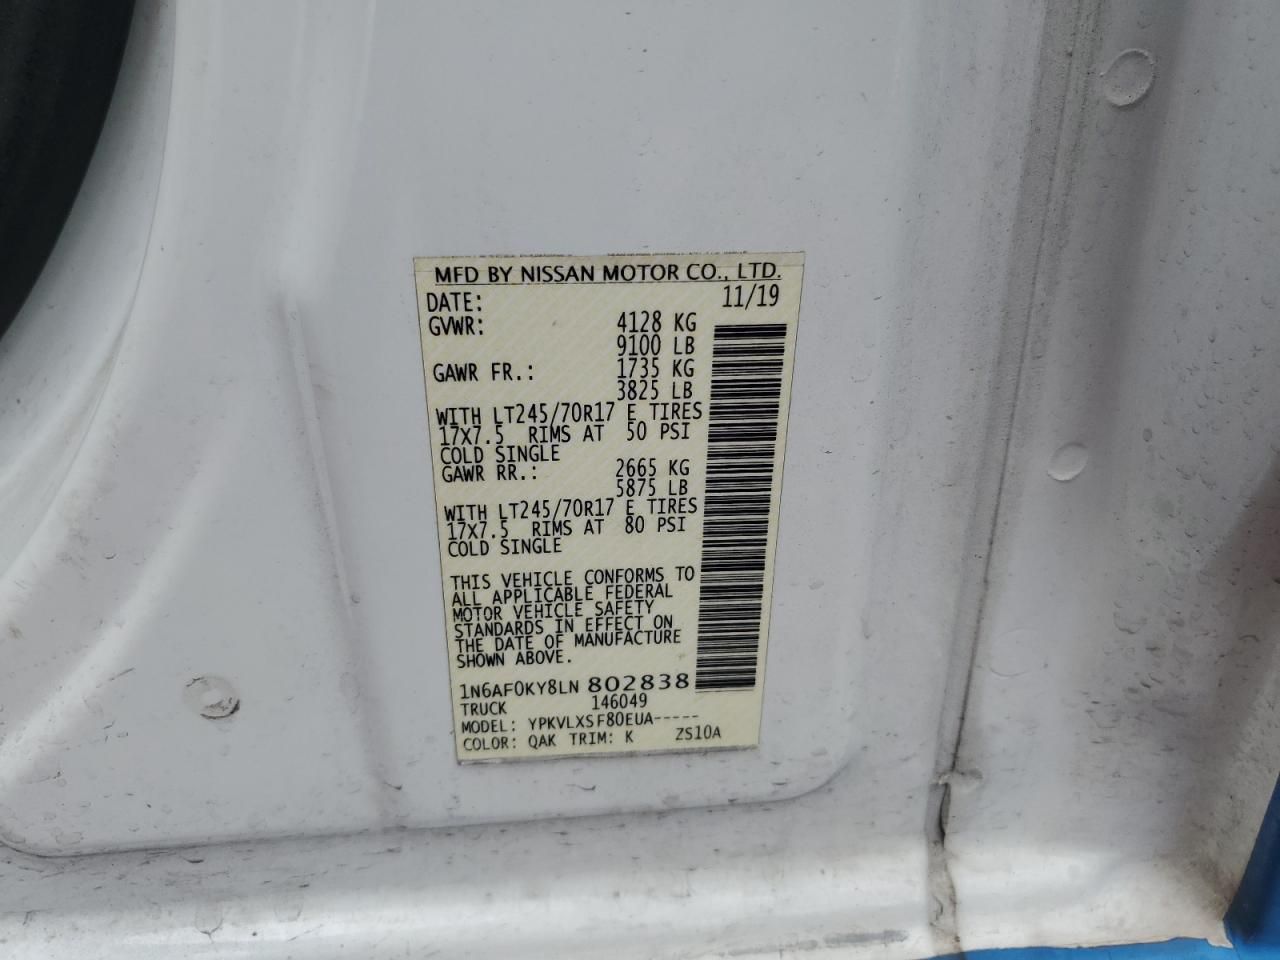 MFD BY NISSAN MOTOR CO., LTD.
DATE: 11/19
GVWR: 4128 KG
9100 LB
GAWR FR.: 1735 KG
3825 LB
WITH LT245/70R17 E TIRES
17X7.5 RIMS AT 50 PSI
COLD SINGLE
GAWR RR.: 2665 KG
5875 LB
WITH LT245/70R17 E TIRES
17X7.5 RIMS AT 80 PSI
COLD SINGLE
THIS VEHICLE CONFORMS TO
ALL APPLICABLE FEDERAL
MOTOR VEHICLE SAFETY
STANDARDS IN EFFECT ON
THE DATE OF MANUFACTURE
SHOWN ABOVE.
1N6AF0KY8LN 802838
TRUCK 146049
MODEL: YPKVLXSF80EUA-----
COLOR: QAK TRIM: K ZS10A